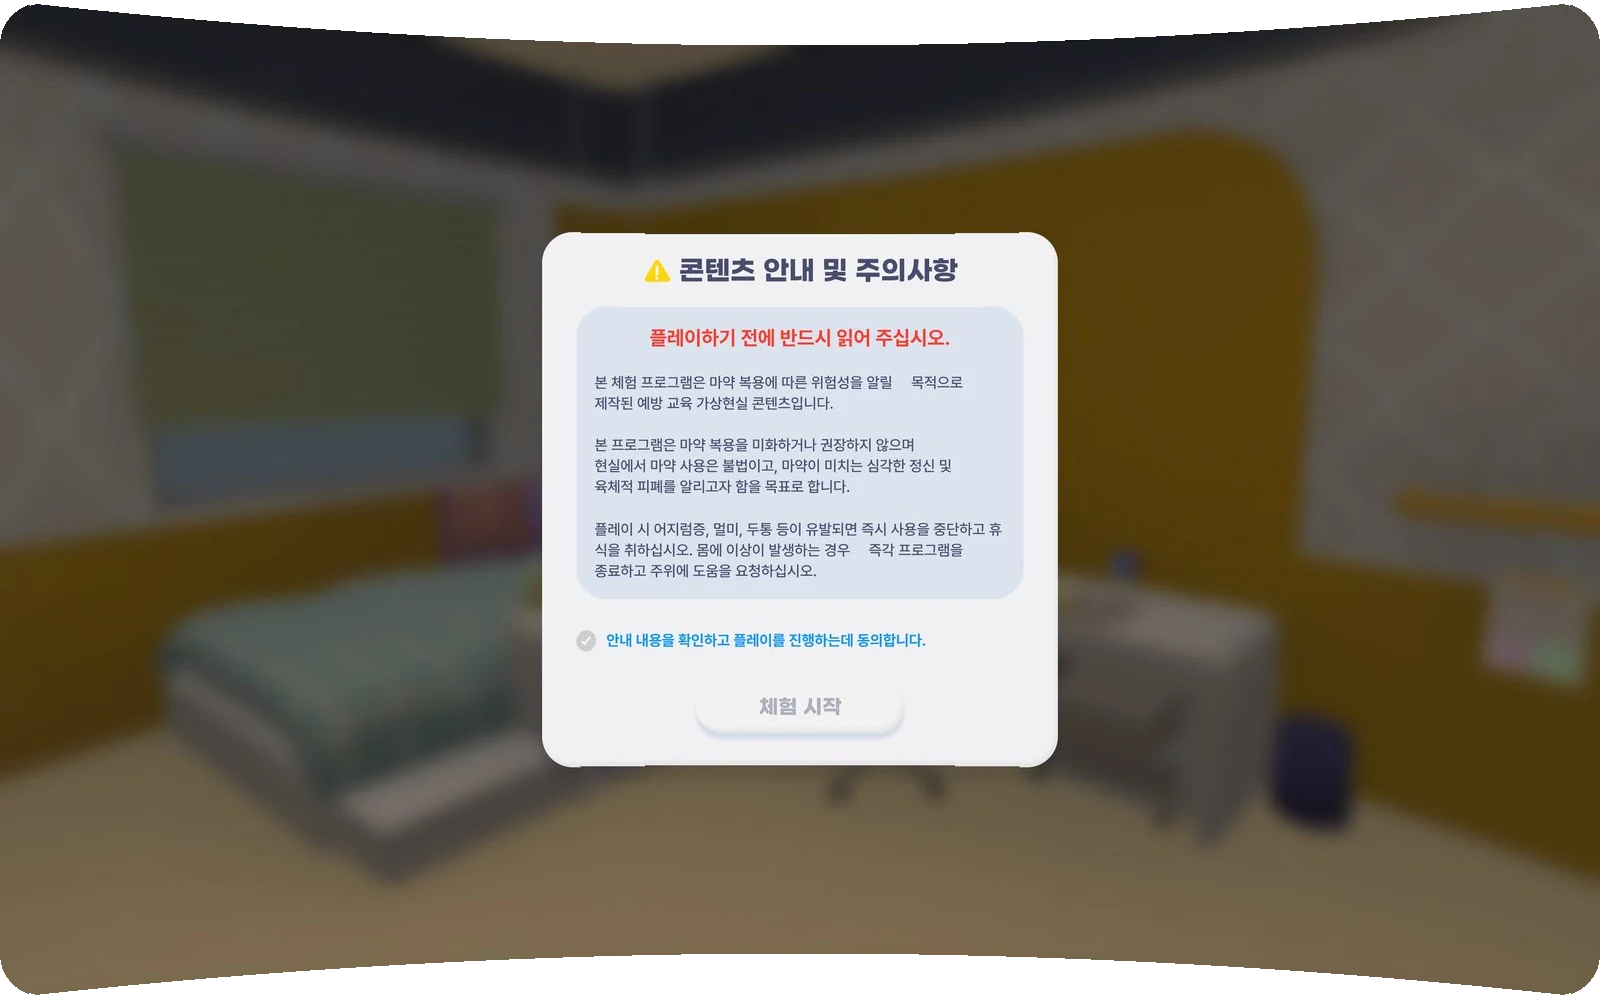 콘텐츠 안내 및 주의사항
플레이하기 전에 반드시 읽어 주십시오.
본 체험 프로그램은 마약 복용에 따른 위험성을 알릴 목적으로
제작된 예방 교육 가상현실 콘텐츠입니다.
본 프로그램은 마약 복용을 미화하거나 권장하지 않으며
현실에서 마약 사용은 불법이고, 마약이 미치는 심각한 정신 및
육체적 피폐를 알리고자 함을 목표로 합니다.
플레이 시 어지럼증, 멀미, 두통 등이 유발되면 즉시 사용을 중단하고 휴
식을 취하십시오. 몸에 이상이 발생하는 경우 즉각 프로그램을
종료하고 주위에 도움을 요청하십시오.
안내 내용을 확인하고 플레이를 진행하는데 동의합니다.
체험 시작